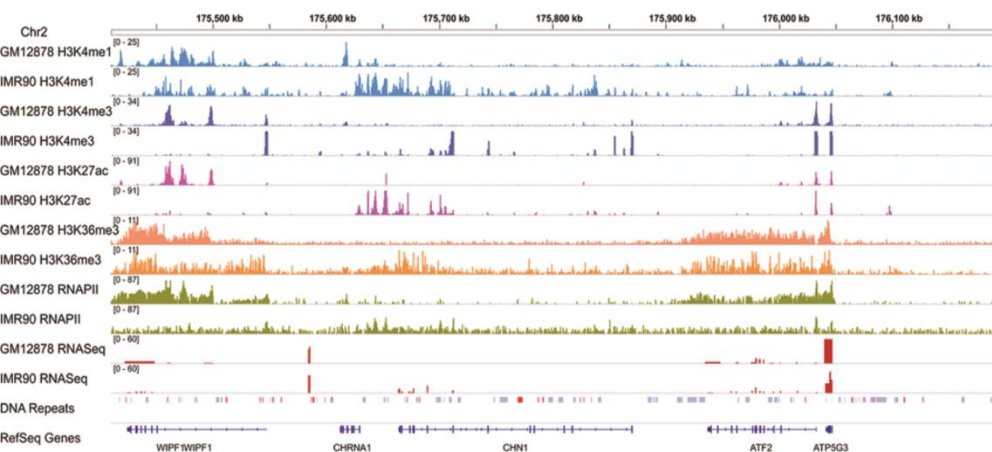 175,500 kb 175,600 kb 175,700 kb 175,800 kb 175,900 kb 176,000 kb 176,100 kb
Chr2
GM12878 H3K4me1 [0 - 25]
IMR90 H3K4me1 [0 - 25]
GM12878 H3K4me3 [0 - 34]
IMR90 H3K4me3 [0 - 34]
GM12878 H3K27ac [0 - 91]
IMR90 H3K27ac [0 - 91]
GM12878 H3K36me3 [0 - 11]
IMR90 H3K36me3 [0 - 11]
GM12878 RNAPII [0 - 87]
IMR90 RNAPII [0 - 87]
GM12878 RNASeq [0 - 60]
IMR90 RNASeq [0 - 60]
DNA Repeats
RefSeq Genes
WIPF1WIPF1 CHRNA1 CHN1 ATF2 ATP5G3